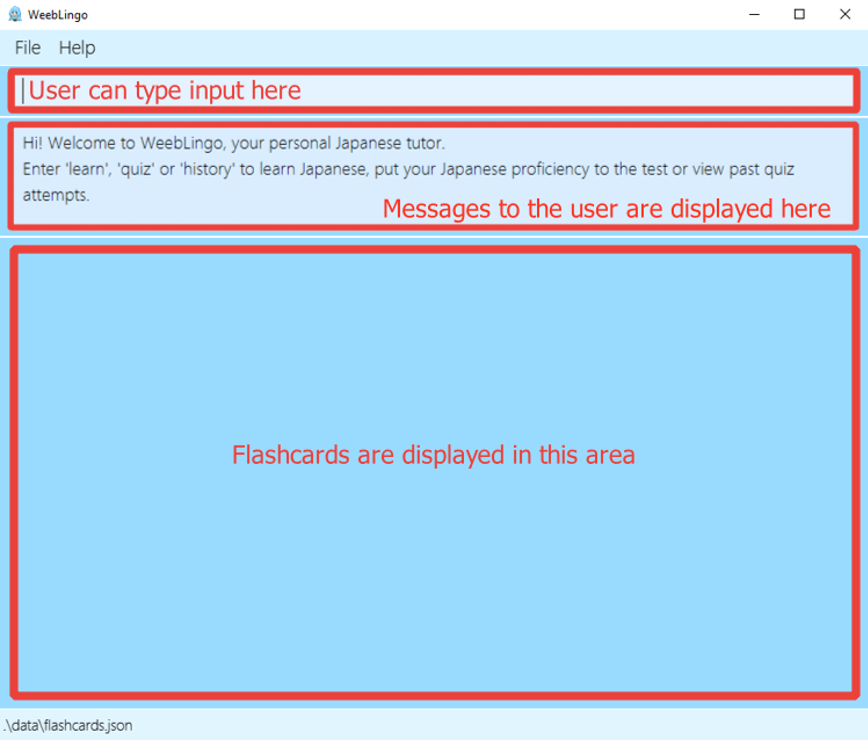 WeebLingo
File Help
User can type input here
Hi! Welcome to WeebLingo, your personal Japanese tutor.
Enter 'learn', 'quiz' or 'history' to learn Japanese, put your Japanese proficiency to the test or view past quiz
attempts.
Messages to the user are displayed here
Flashcards are displayed in this area
.\data\flashcards.json